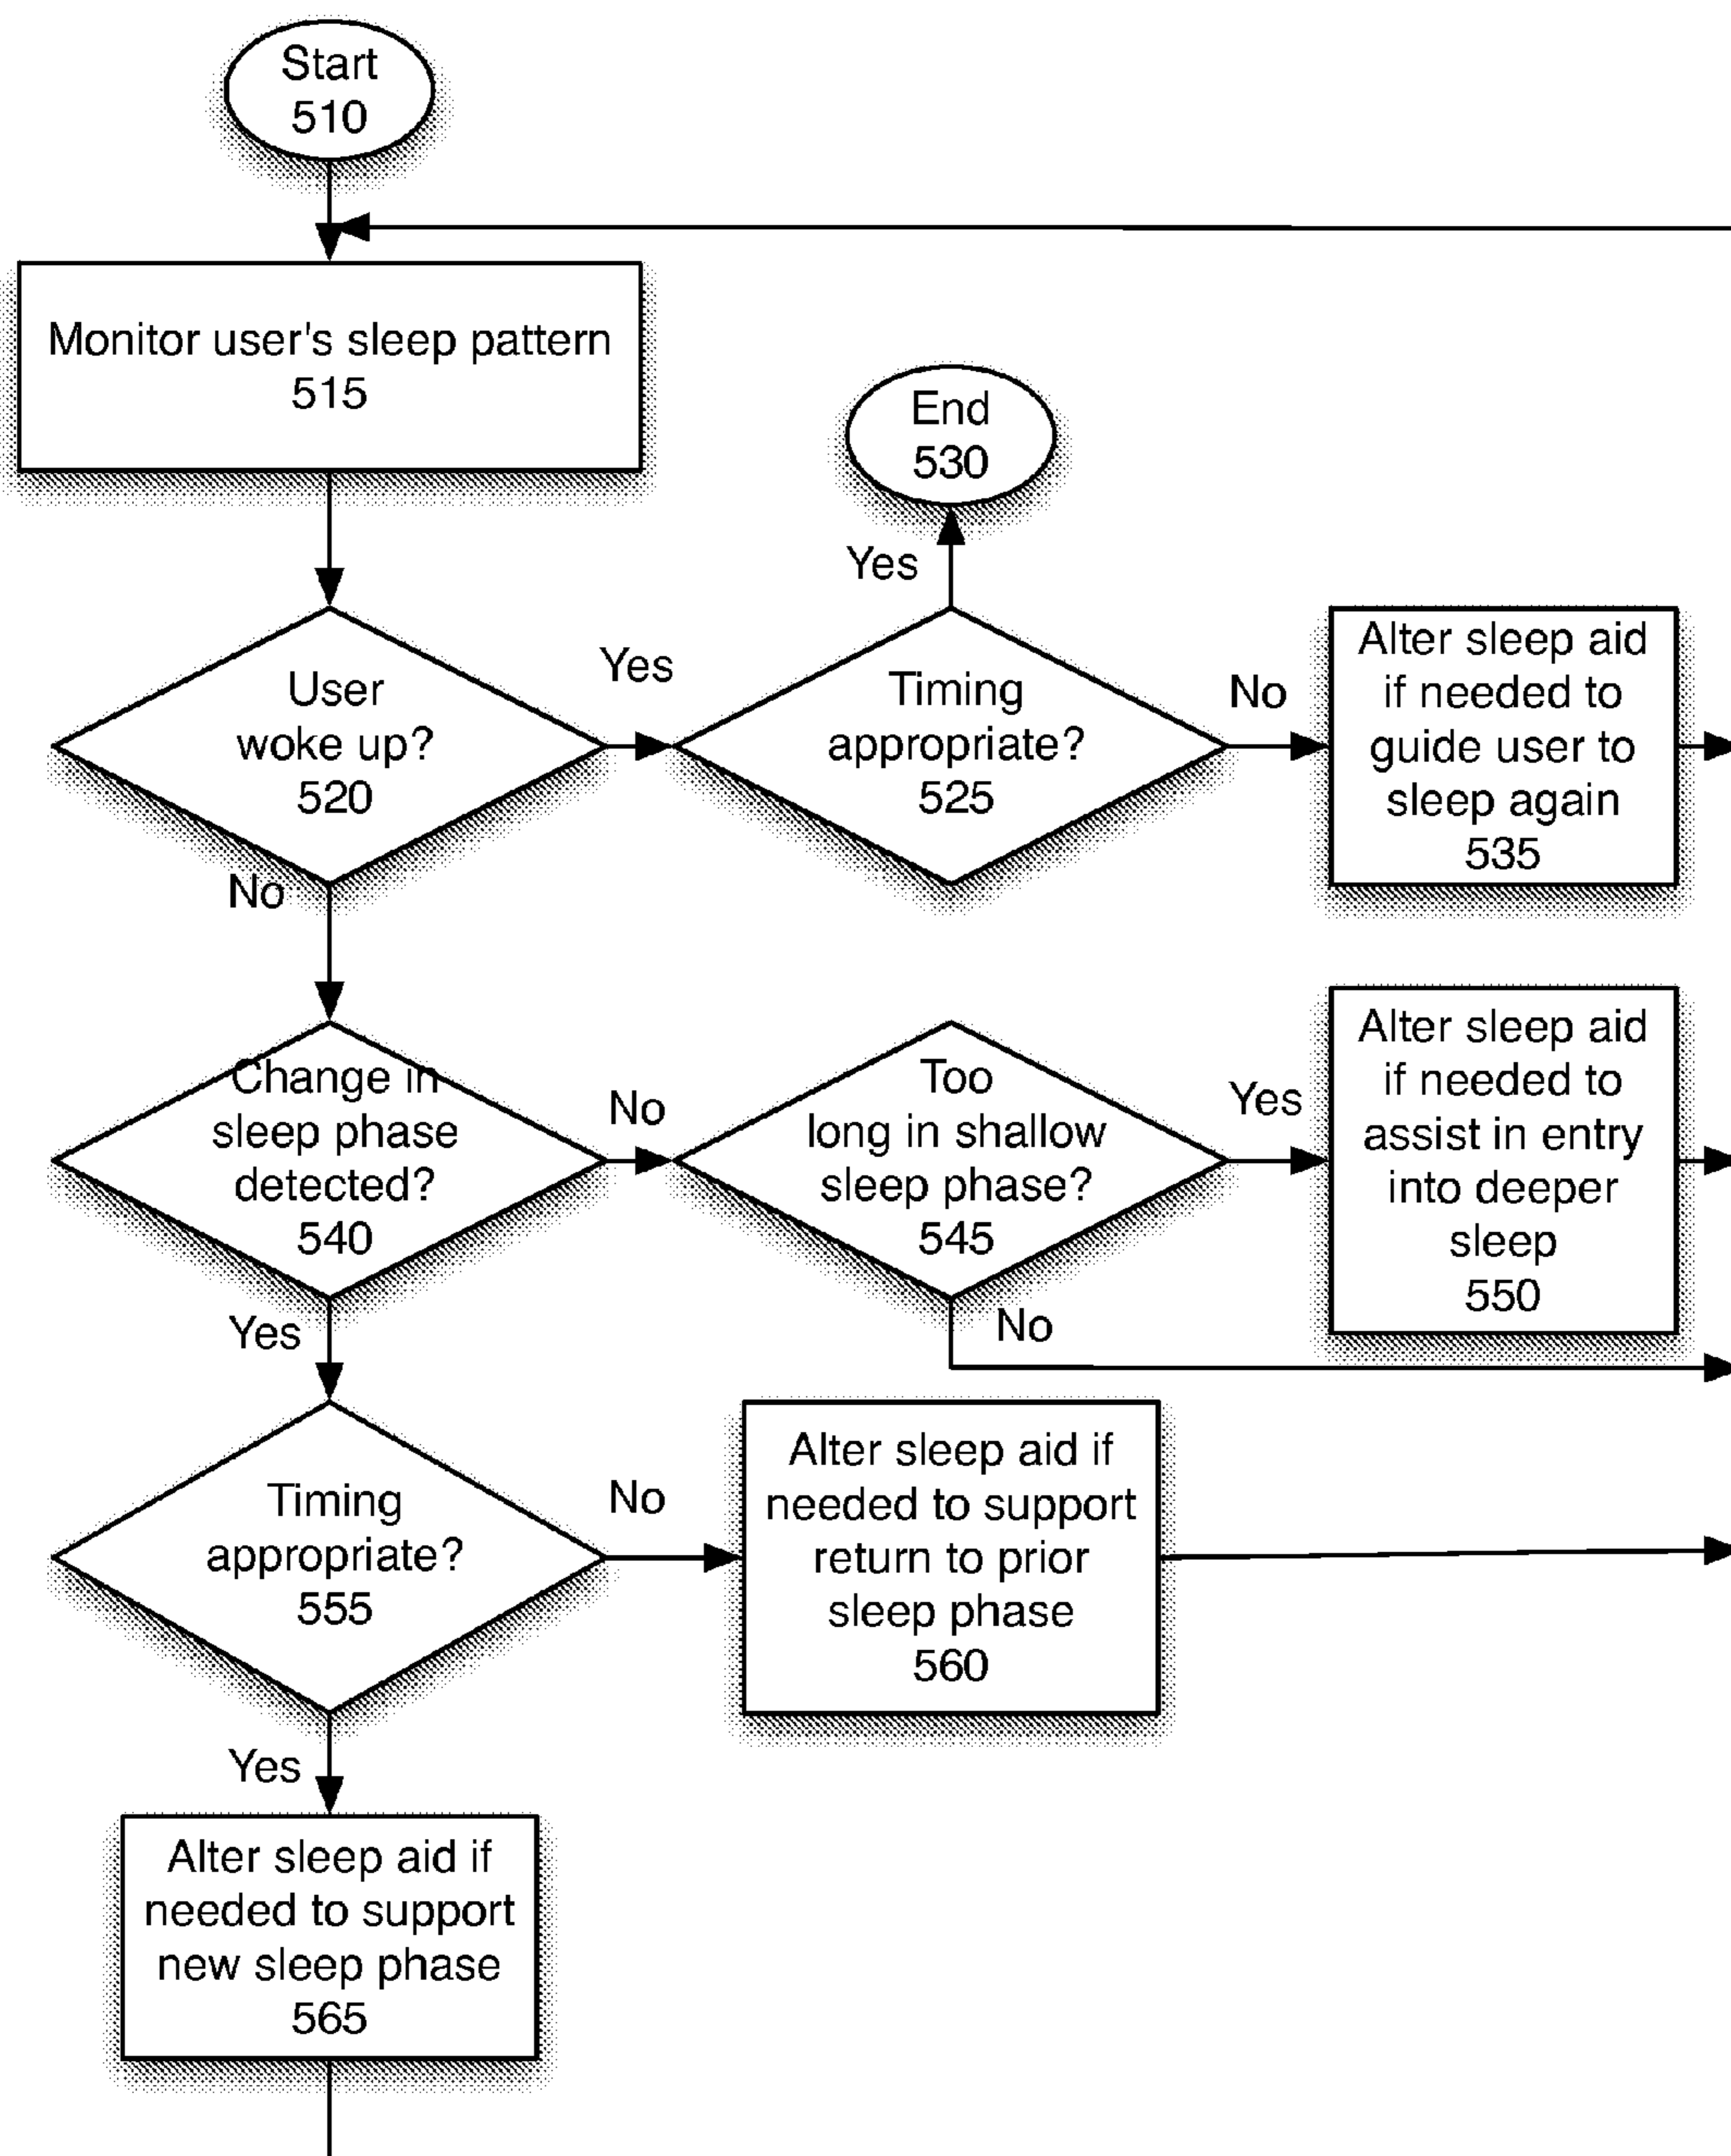 Start
510
Monitor user's sleep pattern
515
End
530
Yes
User
woke up?
520
Yes
Timing
appropriate?
525
No
Alter sleep aid
if needed to
guide user to
sleep again
535
No
Change in
sleep phase
detected?
540
No
Too
long in shallow
sleep phase?
545
Yes
Alter sleep aid
if needed to
assist in entry
into deeper
sleep
550
Yes
No
Timing
appropriate?
555
No
Alter sleep aid if
needed to support
return to prior
sleep phase
560
Yes
Alter sleep aid if
needed to support
new sleep phase
565